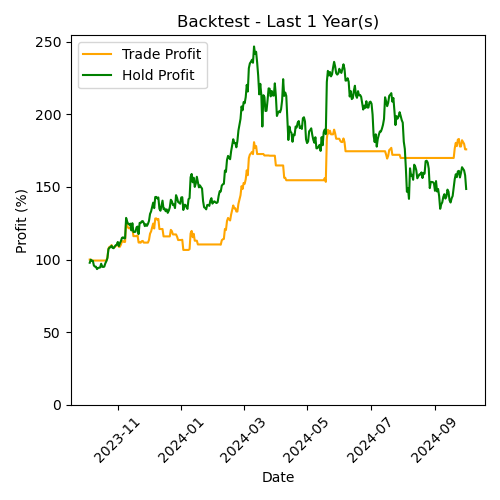 Backtest - Last 1 Year(s)
Trade Profit
Hold Profit
Profit (%)
250
200
150
100
50
0
2023-11
2024-01
2024-03
2024-05
2024-07
2024-09
Date